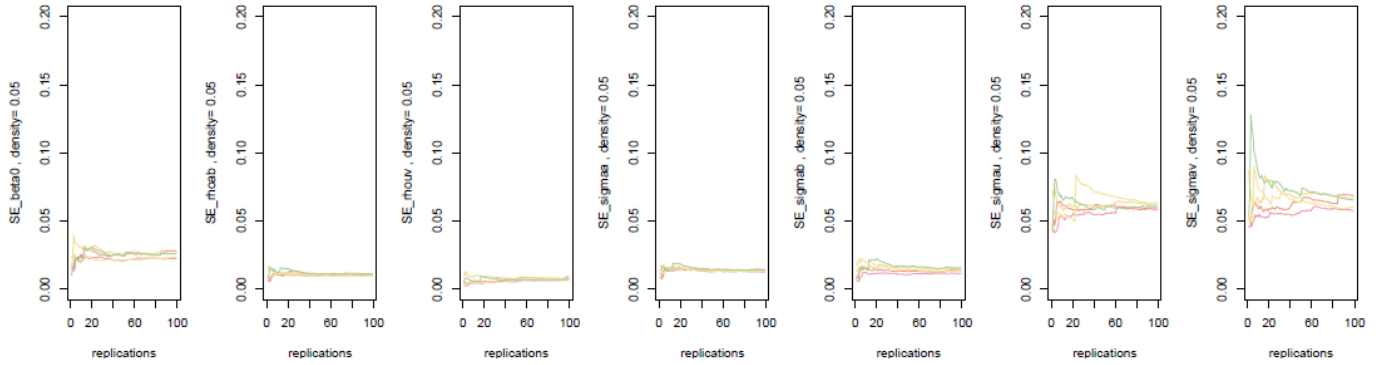 SE_beta0 , density= 0.05
0.00 0.05 0.10 0.15 0.20
0 20 60 100
replications
SE_rhoab , density= 0.05
0.00 0.05 0.10 0.15 0.20
0 20 60 100
replications
SE_rhouv , density= 0.05
0.00 0.05 0.10 0.15 0.20
0 20 60 100
replications
SE_sigmaa , density= 0.05
0.00 0.05 0.10 0.15 0.20
0 20 60 100
replications
SE_sigmab , density= 0.05
0.00 0.05 0.10 0.15 0.20
0 20 60 100
replications
SE_sigmau , density= 0.05
0.00 0.05 0.10 0.15 0.20
0 20 60 100
replications
SE_sigmav , density= 0.05
0.00 0.05 0.10 0.15 0.20
0 20 60 100
replications